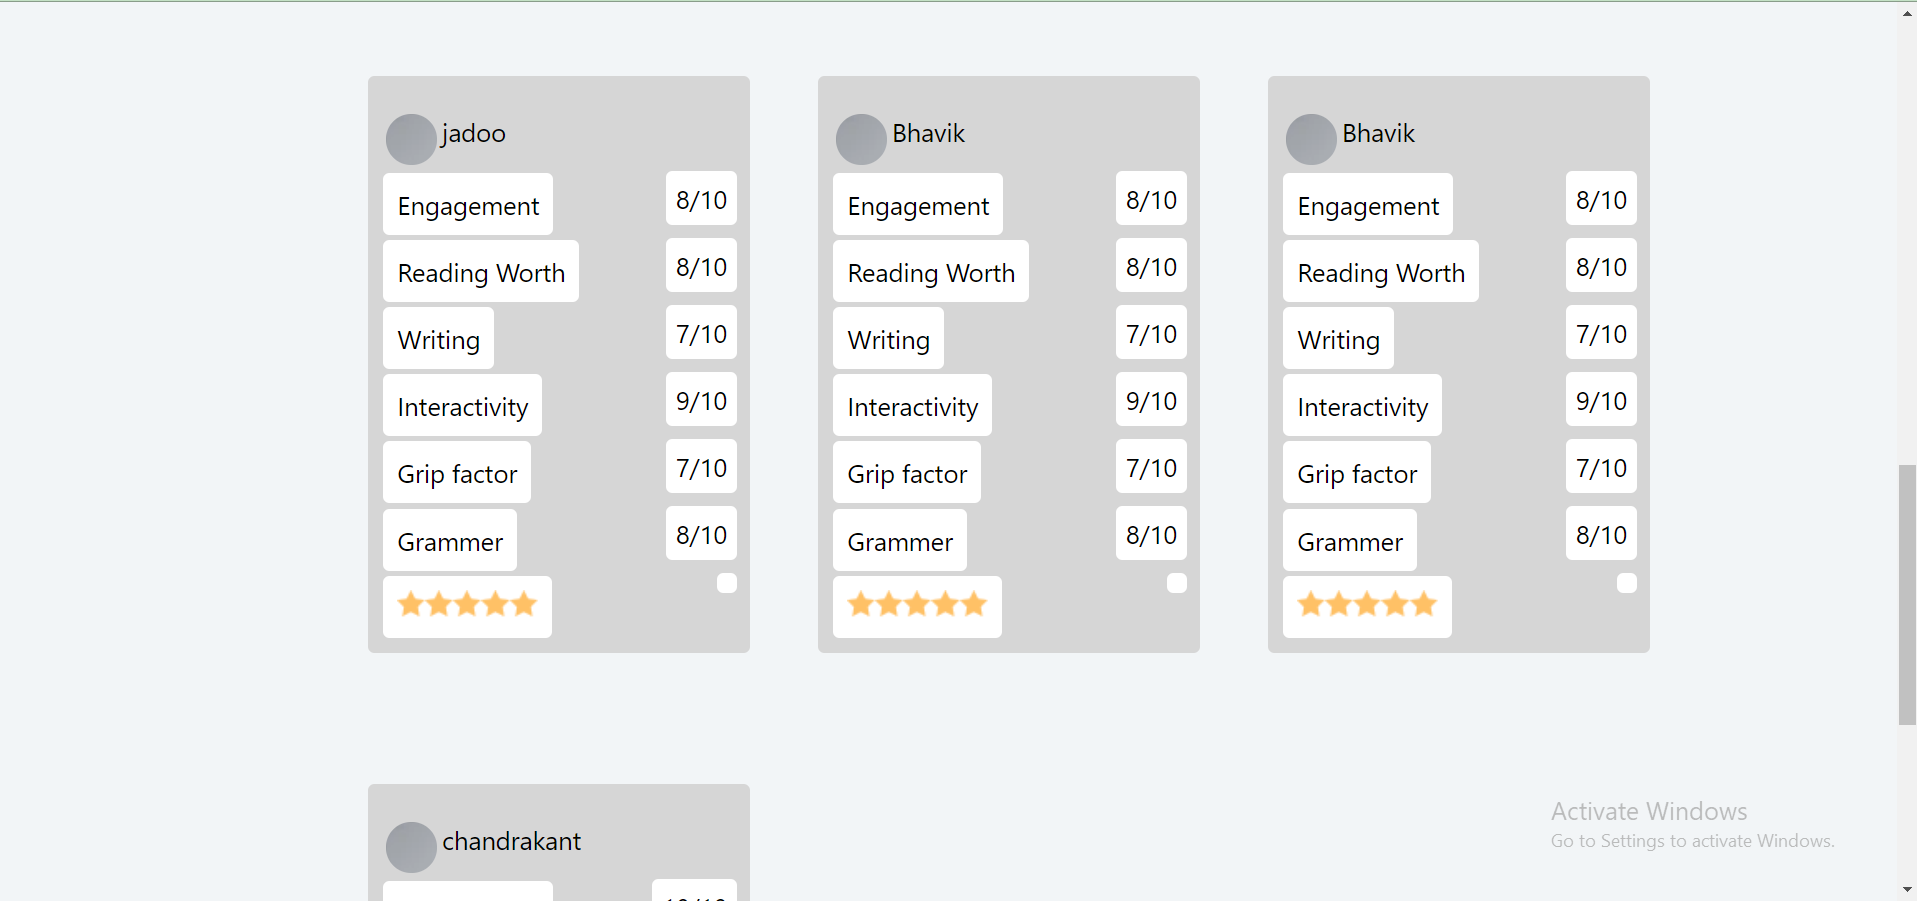 jadoo
Engagement 8/10
Reading Worth 8/10
Writing 7/10
Interactivity 9/10
Grip factor 7/10
Grammer 8/10
Bhavik
Engagement 8/10
Reading Worth 8/10
Writing 7/10
Interactivity 9/10
Grip factor 7/10
Grammer 8/10
Bhavik
Engagement 8/10
Reading Worth 8/10
Writing 7/10
Interactivity 9/10
Grip factor 7/10
Grammer 8/10
chandrakant
Activate Windows
Go to Settings to activate Windows.